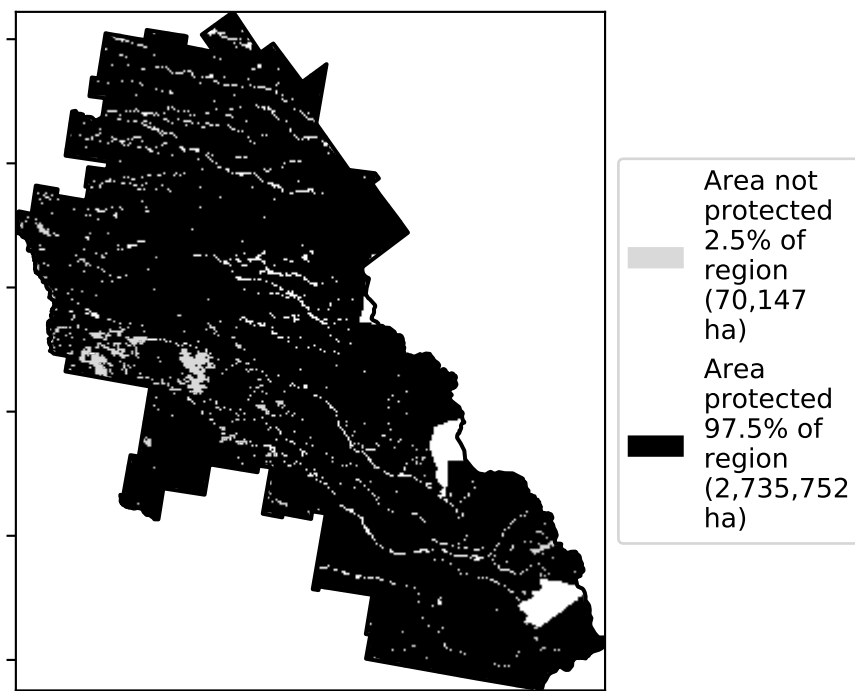 Area not
protected
2.5% of
region
(70,147
ha)
Area
protected
97.5% of
region
(2,735,752
ha)